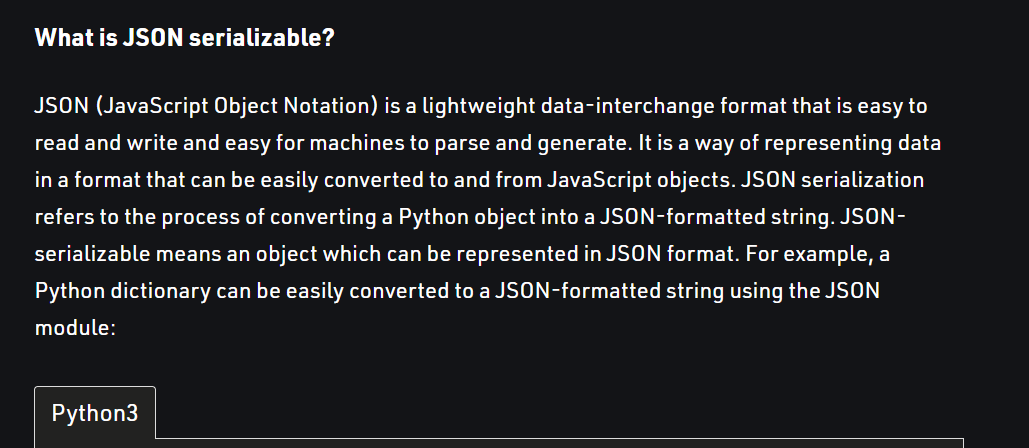 What is JSON serializable?
JSON (JavaScript Object Notation) is a lightweight data-interchange format that is easy to
read and write and easy for machines to parse and generate. It is a way of representing data
in a format that can be easily converted to and from JavaScript objects. JSON serialization
refers to the process of converting a Python object into a JSON-formatted string. JSON-
serializable means an object which can be represented in JSON format. For example, a
Python dictionary can be easily converted to a JSON-formatted string using the JSON
module:
Python3